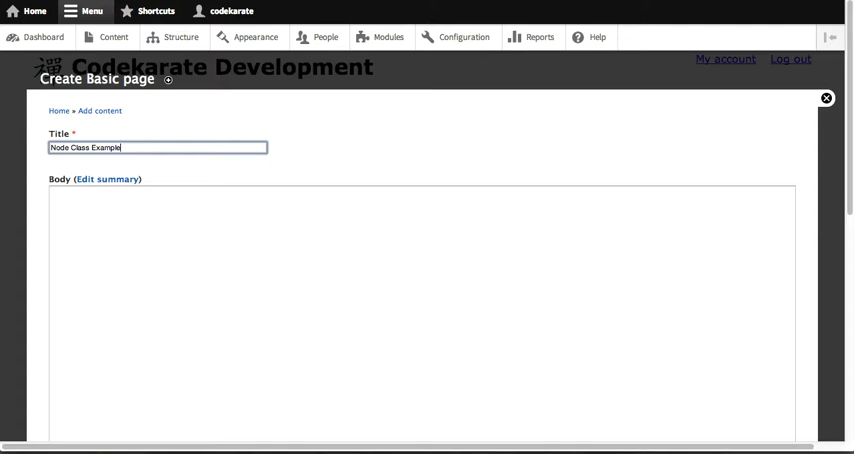 Home Menu Shortcuts codekarate
Dashboard Content Structure Appearance People Modules Configuration Reports Help
禪 Codekarate Development My account Log out
Create Basic page
Home » Add content
Title *
Node Class Example
Body (Edit summary)